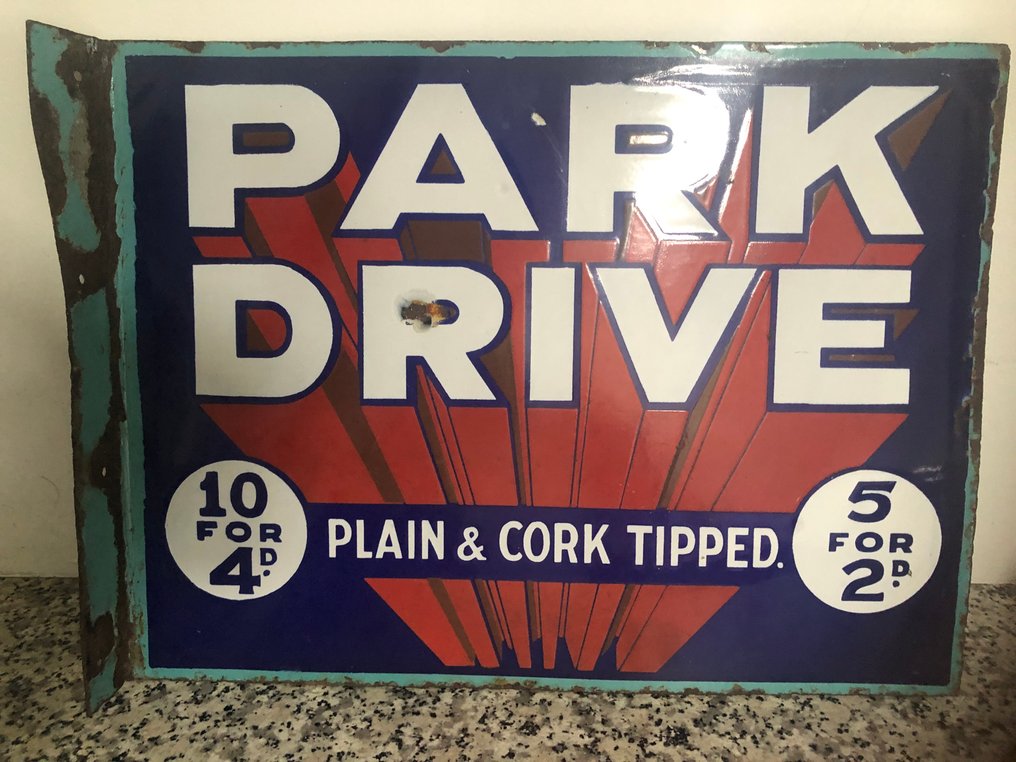 PARK
DRIVE
10
FOR
4D.
PLAIN & CORK TIPPED.
5
FOR
2D.